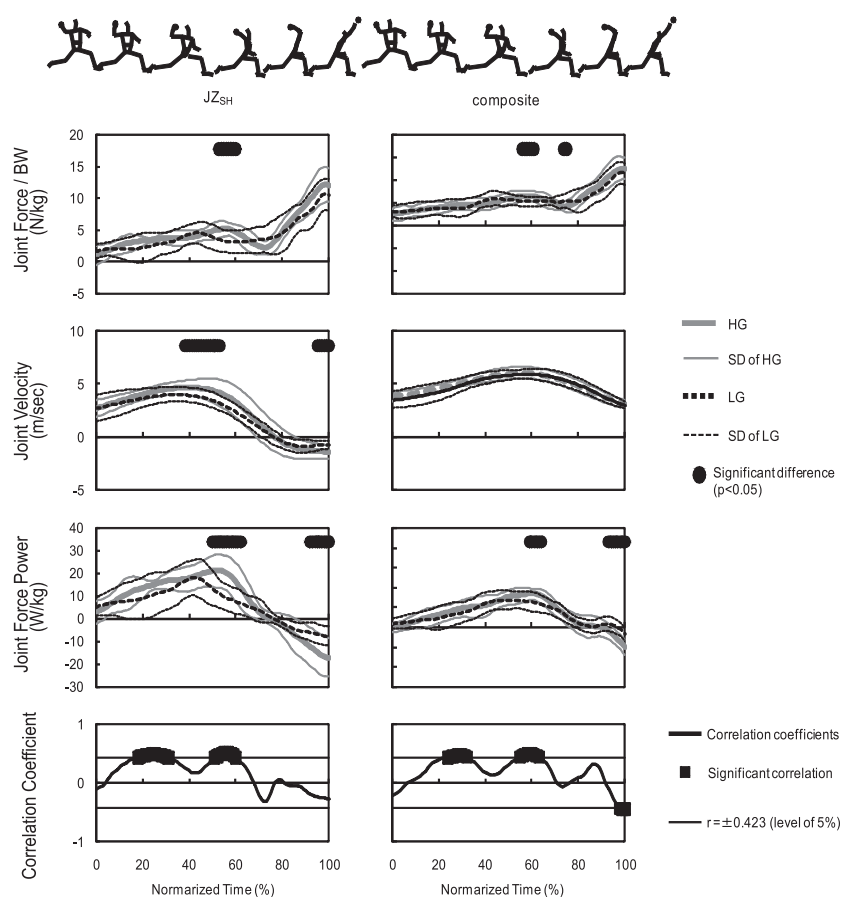 JZSH
composite
Joint Force / BW
(N/kg)
20
15
10
5
0
-5
Joint Velocity
(m/sec)
10
5
0
-5
Joint Force Power
(W/kg)
40
30
20
10
0
-10
-20
-30
Correlation Coefficient
1
0
-1
0 20 40 60 80 100
0 20 40 60 80 100
Normarized Time (%)
Normarized Time (%)
HG
SD of HG
LG
SD of LG
Significant difference
(p<0.05)
Correlation coefficients
Significant correlation
r=±0.423 (level of 5%)